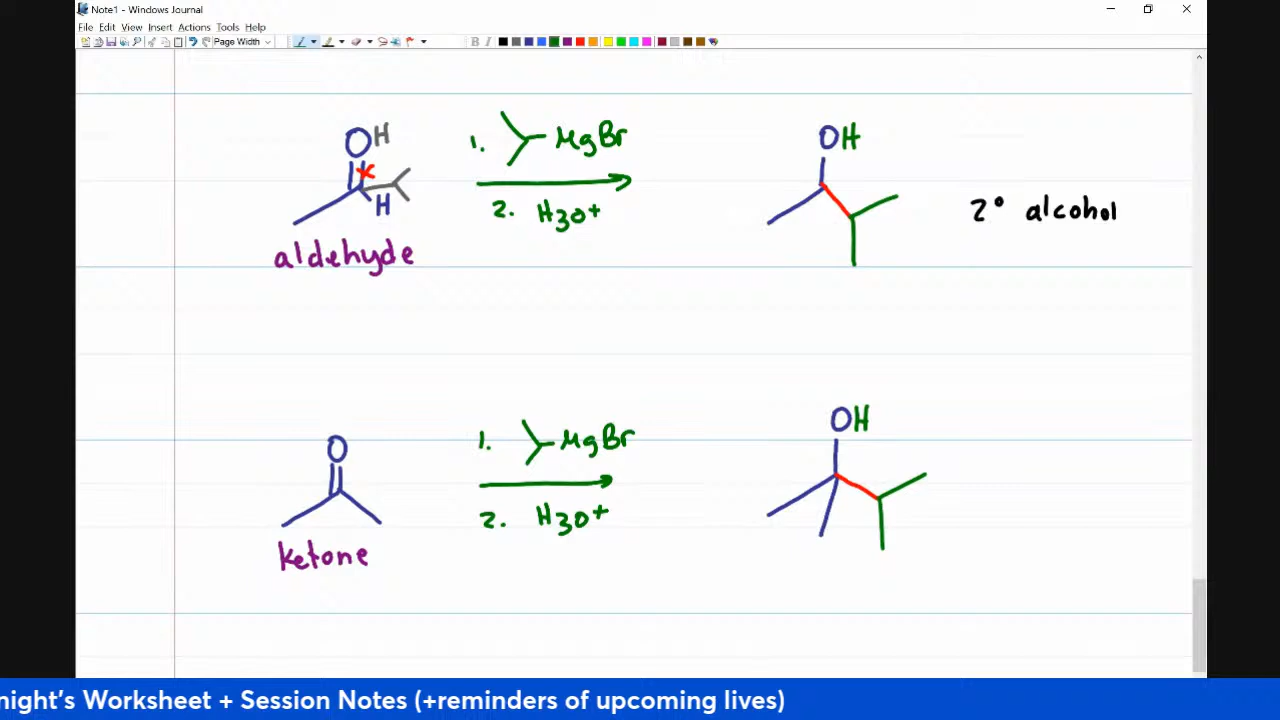 Note1 - Windows Journal
File Edit View Insert Actions Tools Help
Page Width
B I
OH
H
aldehyde
1. MgBr
2. H3O+
OH
2° alcohol
O
ketone
1. MgBr
2. H3O+
OH
night's Worksheet + Session Notes (+reminders of upcoming lives)